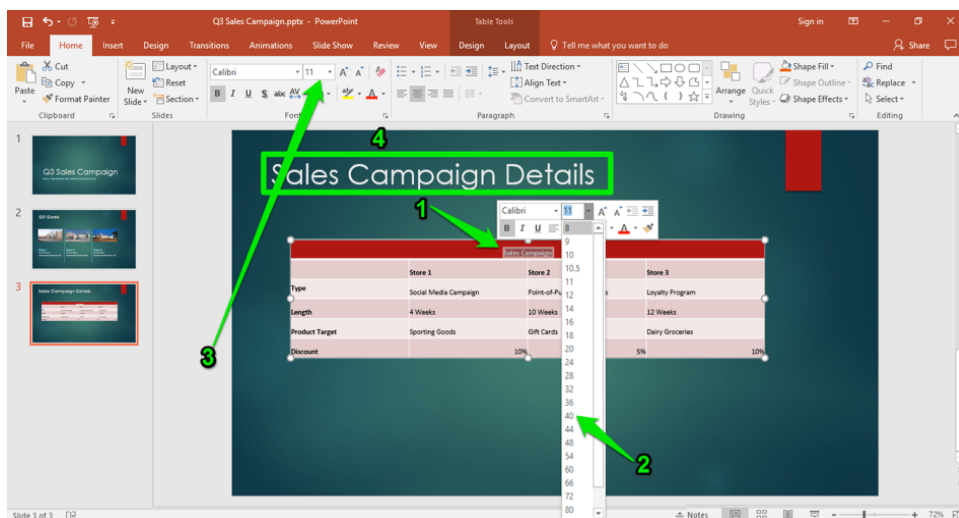 Q3 Sales Campaign.pptx - PowerPoint
Table Tools
Sign in
File Home Insert Design Transitions Animations Slide Show Review View Design Layout Tell me what you want to do Share
Paste
Cut
Copy
Format Painter
Clipboard
New Slide
Layout
Reset
Section
Slides
Calibri 11
B I U S abc AV
Font
Text Direction
Align Text
Convert to SmartArt
Paragraph
Arrange
Quick Styles
Shape Fill
Shape Outline
Shape Effects
Drawing
Find
Replace
Select
Editing
1
Q3 Sales Campaign
2
3
Sales Campaign Details
4
Sales Campaign Details
1
Calibri 11
B I U
Sales Campaign
Store 1 Store 2 Store 3
Type Social Media Campaign Point-of-Pu s Loyalty Program
Length 4 Weeks 10 Weeks 12 Weeks
Product Target Sporting Goods Gift Cards Dairy Groceries
Discount 10% 5% 10%
8
9
10
10.5
11
12
14
16
18
20
24
28
32
36
40
44
48
54
60
66
72
80
3
2
Slide 3 of 3
Notes
72%